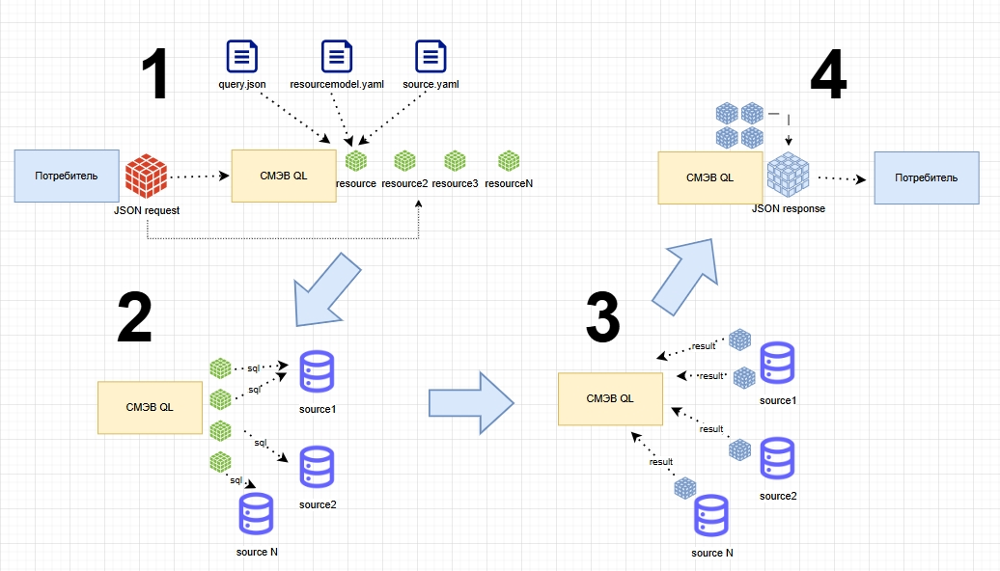 1
query.json
resourcemodel.yaml
source.yaml
Потребитель
JSON request
СМЭВ QL
resource
resource2
resource3
resourceN
2
СМЭВ QL
sql
sql
sql
sql
source1
source2
source N
3
СМЭВ QL
result
result
result
result
source1
source2
source N
4
СМЭВ QL
JSON response
Потребитель